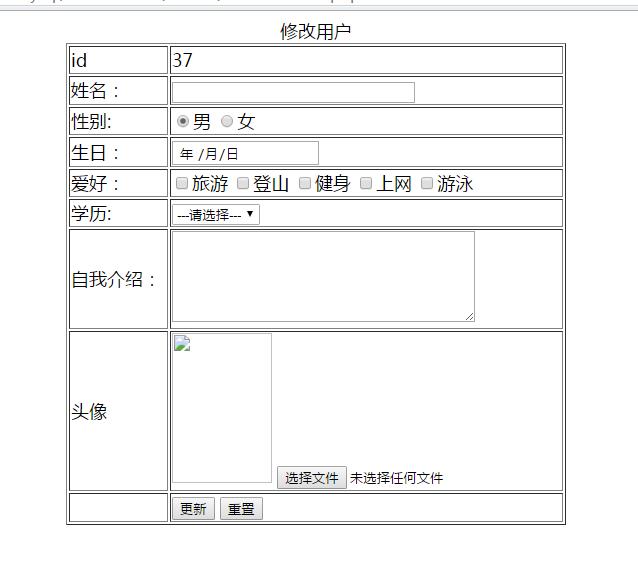 修改用户
id 37
姓名：
性别: 男 女
生日： 年 /月/日
爱好： 旅游 登山 健身 上网 游泳
学历: ---请选择---
自我介绍：
头像 选择文件 未选择任何文件
更新 重置